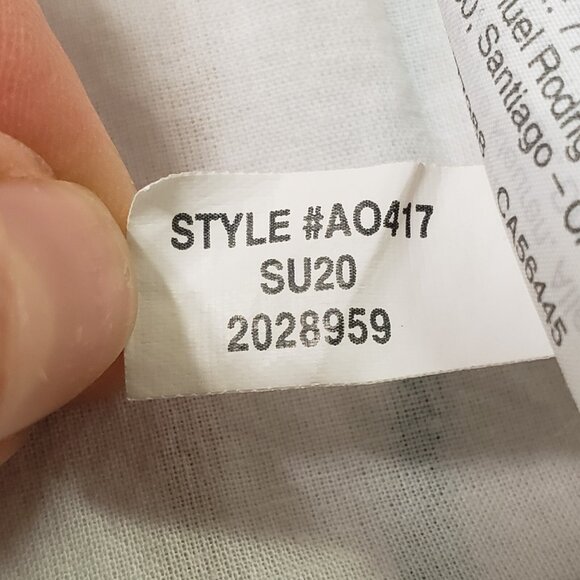 STYLE #AO417
SU20
2028959
Santiago –
CA56445